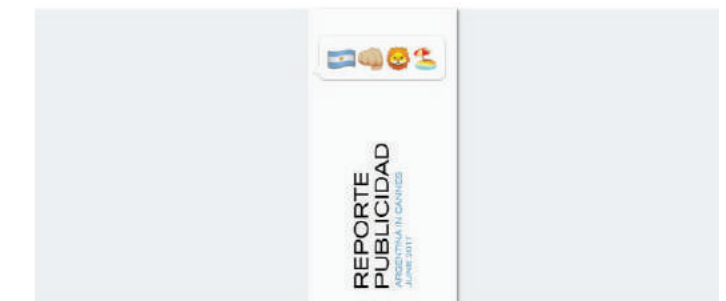 REPORTE
PUBLICIDAD
ARGENTINA IN CANNES
JUNE 2017